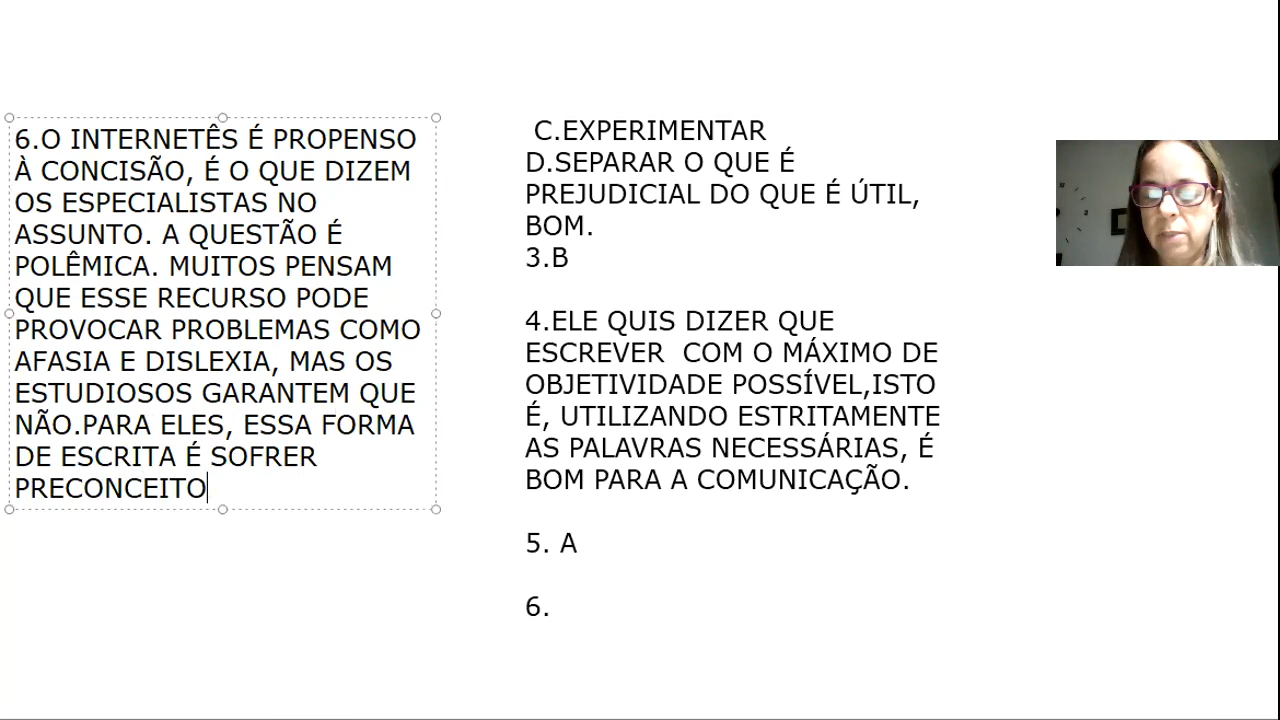 6.O INTERNETÊS É PROPENSO
À CONCISÃO, É O QUE DIZEM
OS ESPECIALISTAS NO
ASSUNTO. A QUESTÃO É
POLÊMICA. MUITOS PENSAM
QUE ESSE RECURSO PODE
PROVOCAR PROBLEMAS COMO
AFASIA E DISLEXIA, MAS OS
ESTUDIOSOS GARANTEM QUE
NÃO.PARA ELES, ESSA FORMA
DE ESCRITA É SOFRER
PRECONCEITO
C.EXPERIMENTAR
D.SEPARAR O QUE É
PREJUDICIAL DO QUE É ÚTIL,
BOM.
3.B
4.ELE QUIS DIZER QUE
ESCREVER  COM O MÁXIMO DE
OBJETIVIDADE POSSÍVEL,ISTO
É, UTILIZANDO ESTRITAMENTE
AS PALAVRAS NECESSÁRIAS, É
BOM PARA A COMUNICAÇÃO.
5. A
6.